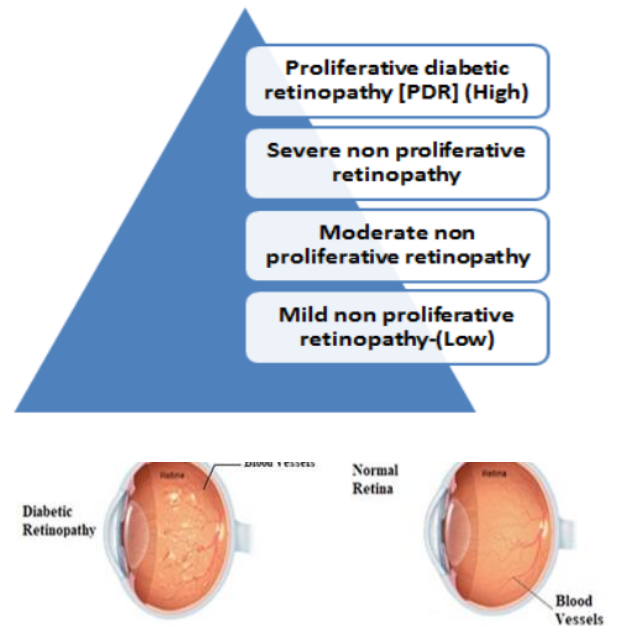 Proliferative diabetic
retinopathy [PDR] (High)
Severe non proliferative
retinopathy
Moderate non
proliferative retinopathy
Mild non proliferative
retinopathy-(Low)
Blood Vessels
Retina
Diabetic
Retinopathy
Normal
Retina
Retina
Blood
Vessels